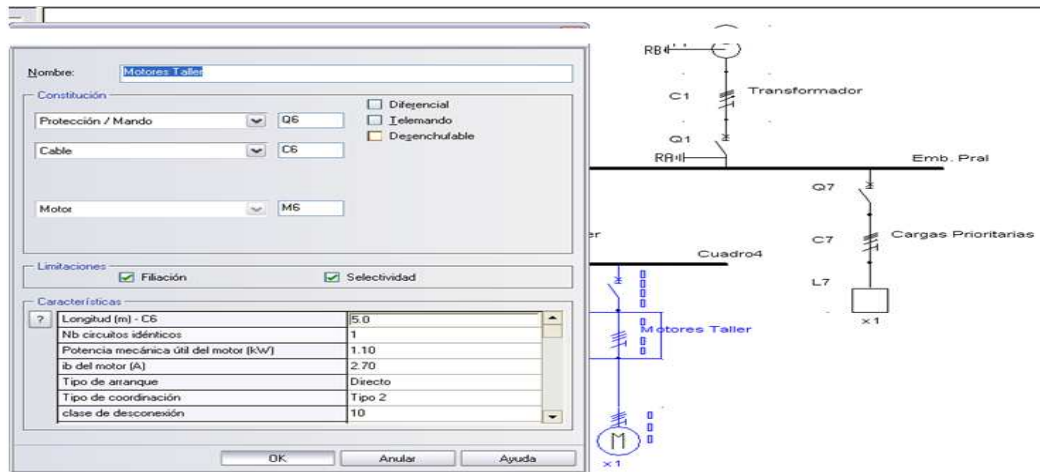 Nombre: Motores Taller
Constitución
Protección / Mando Q6
Cable C6
Motor M6
Diferencial
Telemando
Desenchufable
Limitaciones
Filiación Selectividad
Características
? Longitud (m) - C6 5.0
Nb circuitos idénticos 1
Potencia mecánica útil del motor (kW) 1.10
ib del motor (A) 2.70
Tipo de arranque Directo
Tipo de coordinación Tipo 2
clase de desconexión 10
OK Anular Ayuda
RB
C1 Transformador
Q1
RA
Emb. Pral
Q7
C7 Cargas Prioritarias
L7
x1
Cuadro4
Motores Taller
M
x1